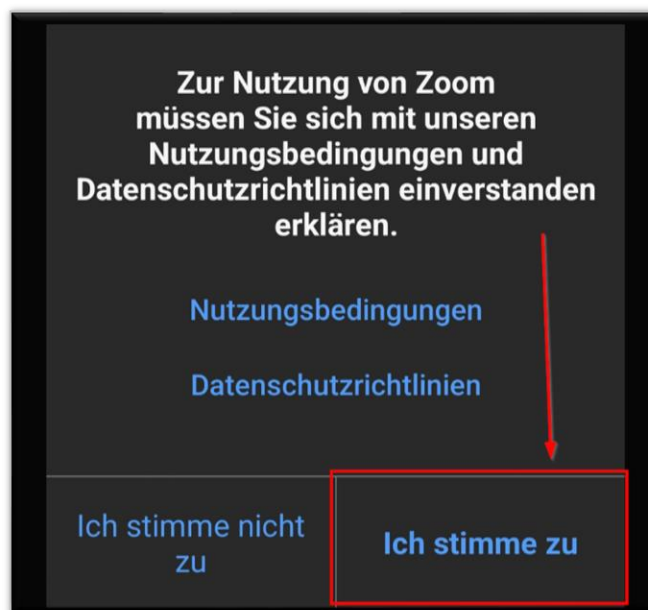 Zur Nutzung von Zoom
müssen Sie sich mit unseren
Nutzungsbedingungen und
Datenschutzrichtlinien einverstanden
erklären.
Nutzungsbedingungen
Datenschutzrichtlinien
Ich stimme nicht
zu
Ich stimme zu